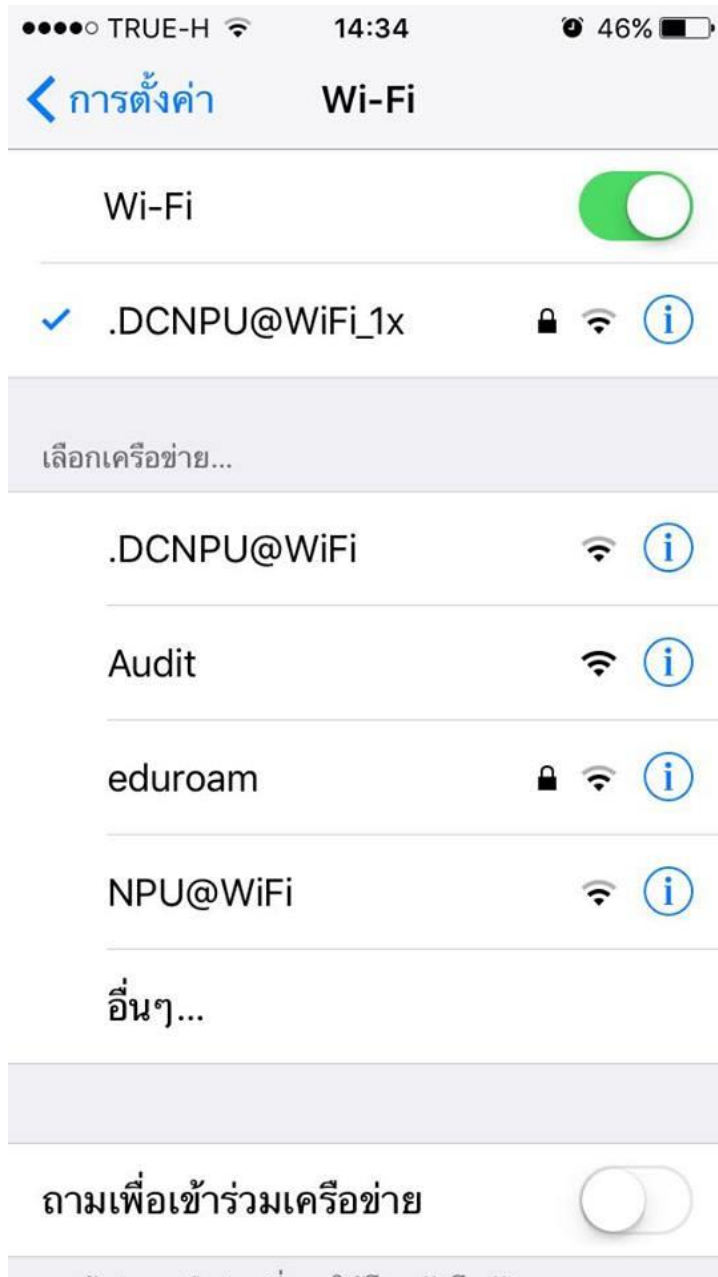 TRUE-H 14:34 46%
การตั้งค่า Wi-Fi
Wi-Fi
.DCNPU@WiFi_1x
เลือกเครือข่าย...
.DCNPU@WiFi
Audit
eduroam
NPU@WiFi
อื่นๆ...
ถามเพื่อเข้าร่วมเครือข่าย